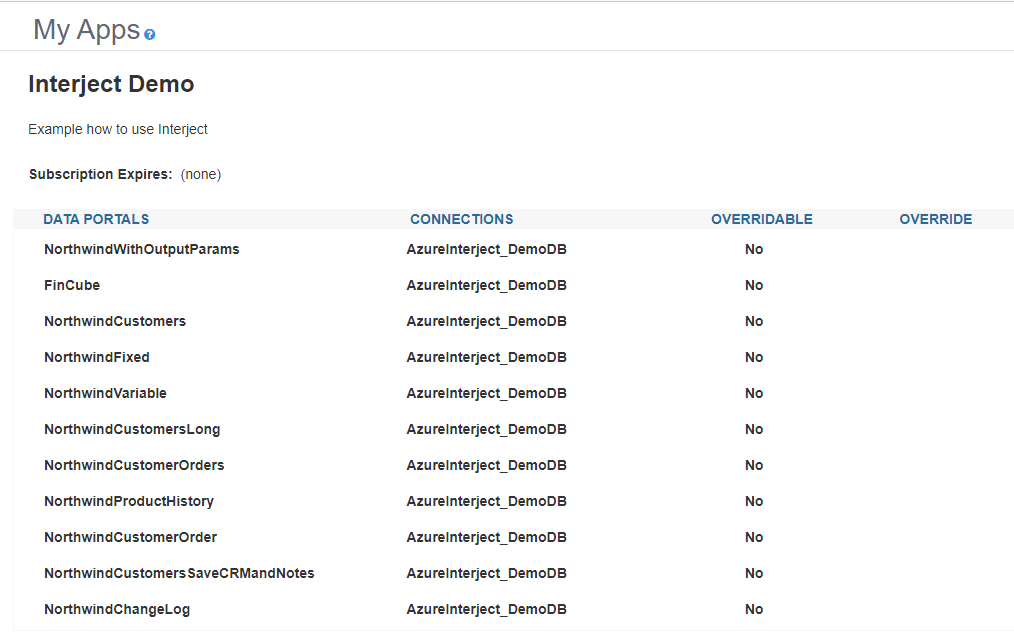 My Apps ?
Interject Demo
Example how to use Interject
Subscription Expires: (none)
DATA PORTALS CONNECTIONS OVERRIDABLE OVERRIDE
NorthwindWithOutputParams AzureInterject_DemoDB No
FinCube AzureInterject_DemoDB No
NorthwindCustomers AzureInterject_DemoDB No
NorthwindFixed AzureInterject_DemoDB No
NorthwindVariable AzureInterject_DemoDB No
NorthwindCustomersLong AzureInterject_DemoDB No
NorthwindCustomerOrders AzureInterject_DemoDB No
NorthwindProductHistory AzureInterject_DemoDB No
NorthwindCustomerOrder AzureInterject_DemoDB No
NorthwindCustomersSaveCRMandNotes AzureInterject_DemoDB No
NorthwindChangeLog AzureInterject_DemoDB No